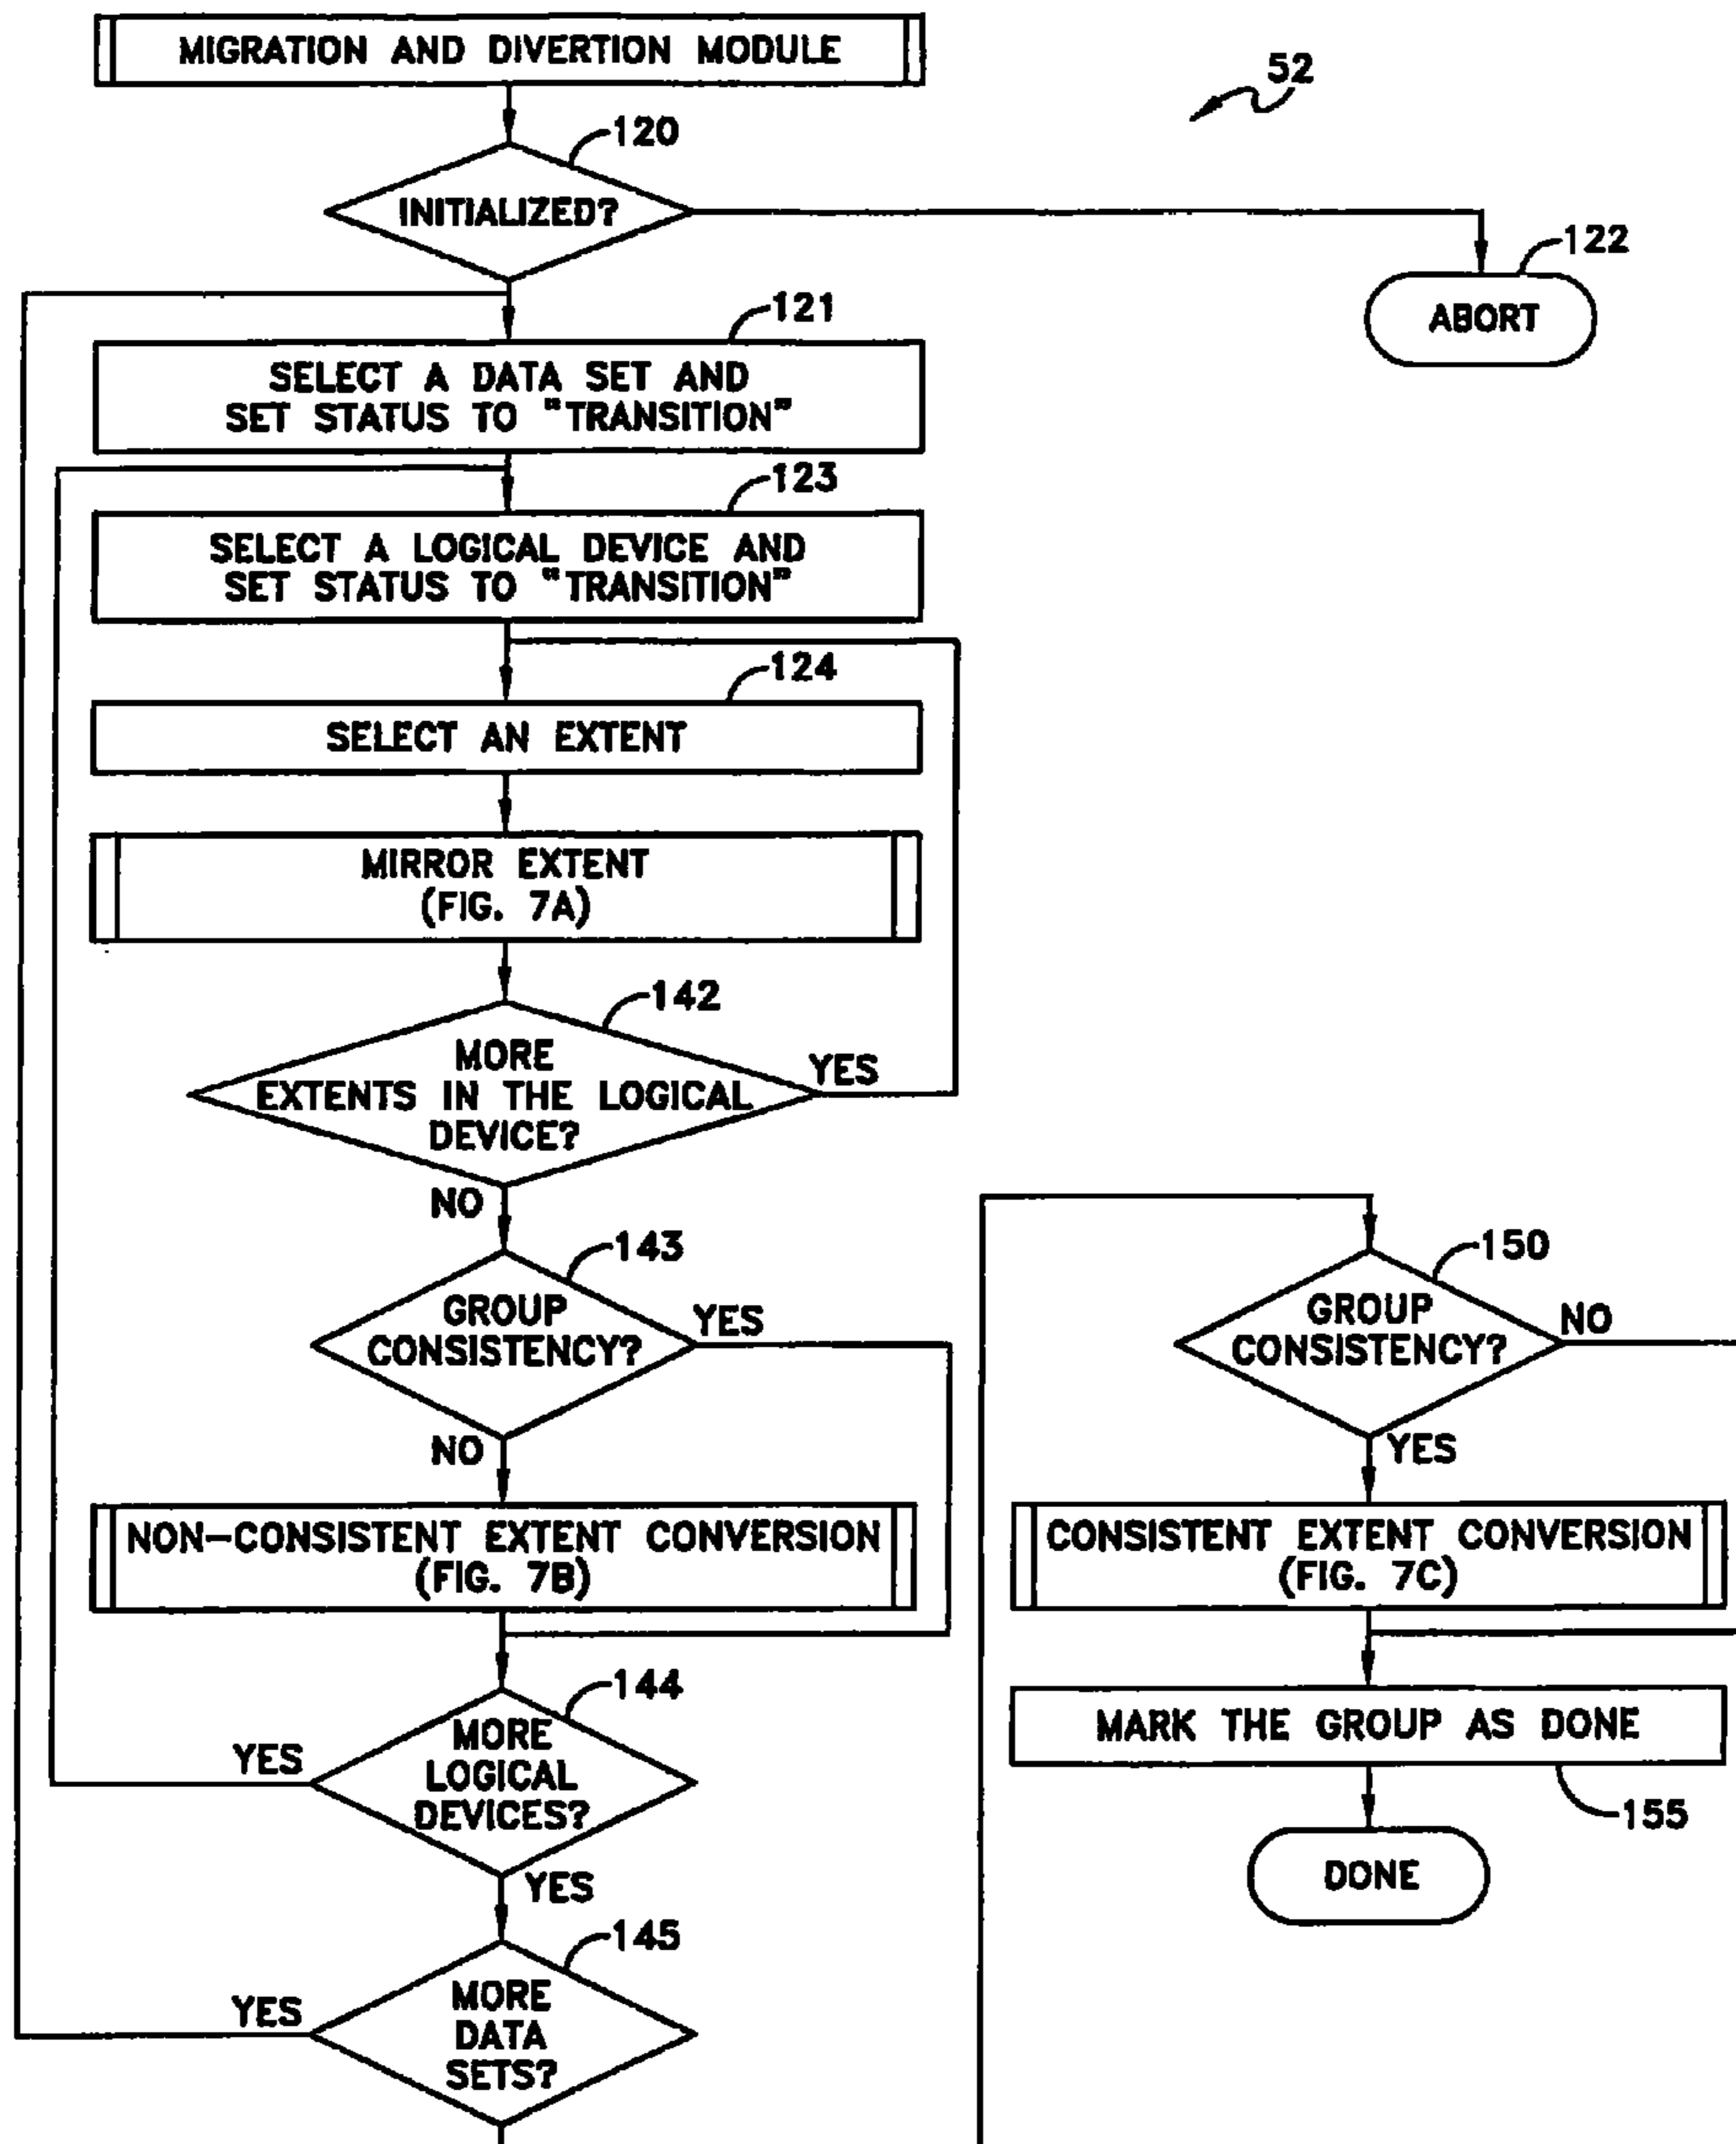 MIGRATION AND DIVERTION MODULE
52
120
INITIALIZED?
122
ABORT
121
SELECT A DATA SET AND
SET STATUS TO "TRANSITION"
123
SELECT A LOGICAL DEVICE AND
SET STATUS TO "TRANSITION"
124
SELECT AN EXTENT
MIRROR EXTENT
(FIG. 7A)
142
MORE
EXTENTS IN THE LOGICAL
DEVICE?
YES
NO
143
GROUP
CONSISTENCY?
YES
NO
NON-CONSISTENT EXTENT CONVERSION
(FIG. 7B)
144
MORE
LOGICAL
DEVICES?
YES
YES
145
MORE
DATA
SETS?
YES
150
GROUP
CONSISTENCY?
NO
YES
CONSISTENT EXTENT CONVERSION
(FIG. 7C)
MARK THE GROUP AS DONE
155
DONE